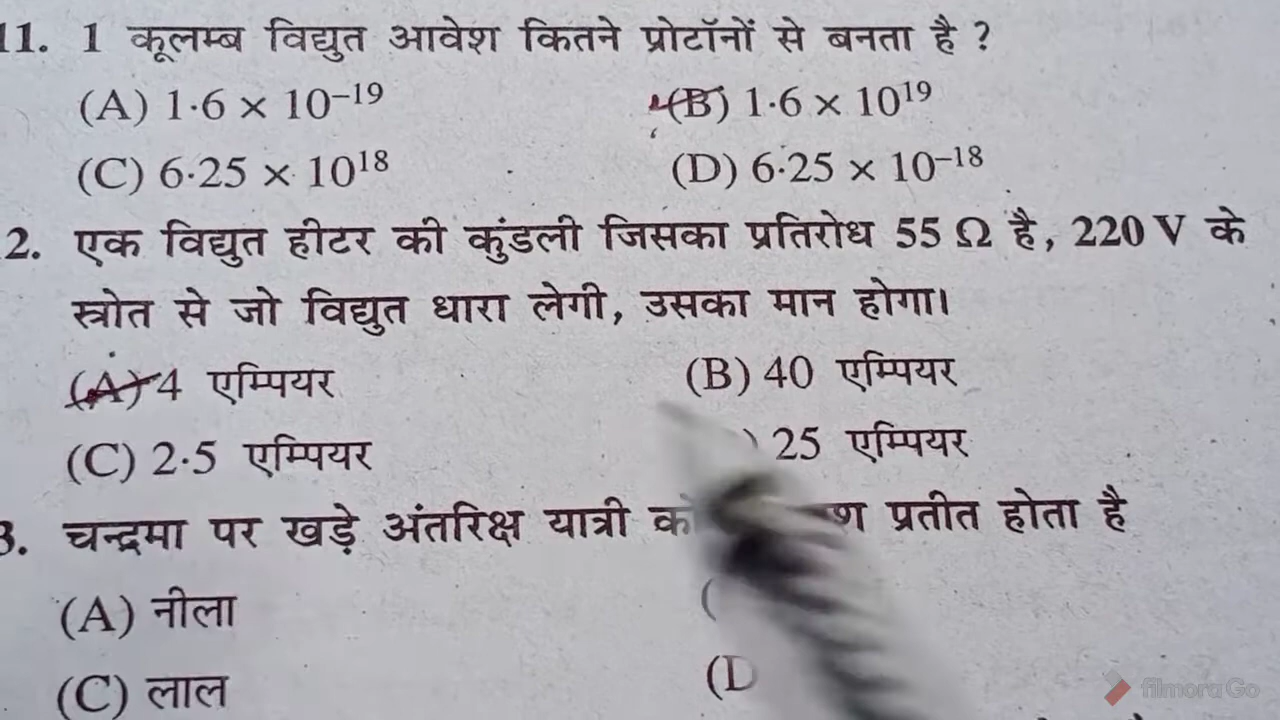 11. 1 कूलम्ब विद्युत आवेश कितने प्रोटॉनों से बनता है ?
(A) 1·6 × 10⁻¹⁹ (B) 1·6 × 10¹⁹
(C) 6·25 × 10¹⁸ (D) 6·25 × 10⁻¹⁸
2. एक विद्युत हीटर की कुंडली जिसका प्रतिरोध 55 Ω है, 220 V के
स्त्रोत से जो विद्युत धारा लेगी, उसका मान होगा।
(A) 4 एम्पियर (B) 40 एम्पियर
(C) 2·5 एम्पियर ) 25 एम्पियर
3. चन्द्रमा पर खड़े अंतरिक्ष यात्री प्रतीत होता है
(A) नीला (
(C) लाल (D
filmora Go